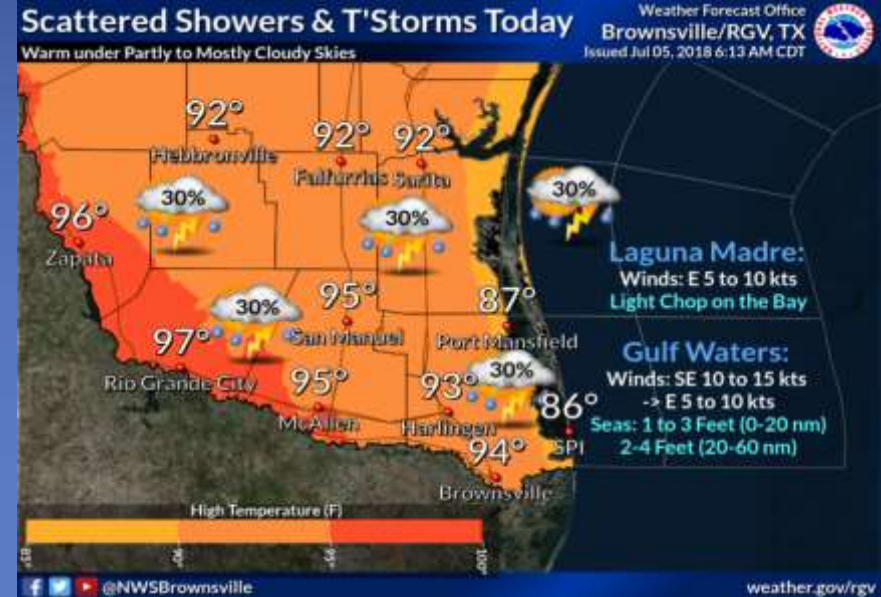 Scattered Showers & T'Storms Today
Warm under Partly to Mostly Cloudy Skies
Weather Forecast Office
Brownsville/RGV, TX
Issued Jul 05, 2018 6:13 AM CDT
92°
Hebbronville
92°
Falfurrias
92°
Sarita
30%
30%
30%
96°
Zapata
Laguna Madre:
Winds: E 5 to 10 kts
Light Chop on the Bay
30%
95°
San Manuel
87°
Port Mansfield
97°
Rio Grande City
Gulf Waters:
Winds: SE 10 to 15 kts
-> E 5 to 10 kts
Seas: 1 to 3 Feet (0-20 nm)
2-4 Feet (20-60 nm)
95°
McAllen
93°
Harlingen
30%
86°
SPI
94°
Brownsville
High Temperature (F)
85° 90° 95° 100°
@NWSBrownsville
weather.gov/rgv